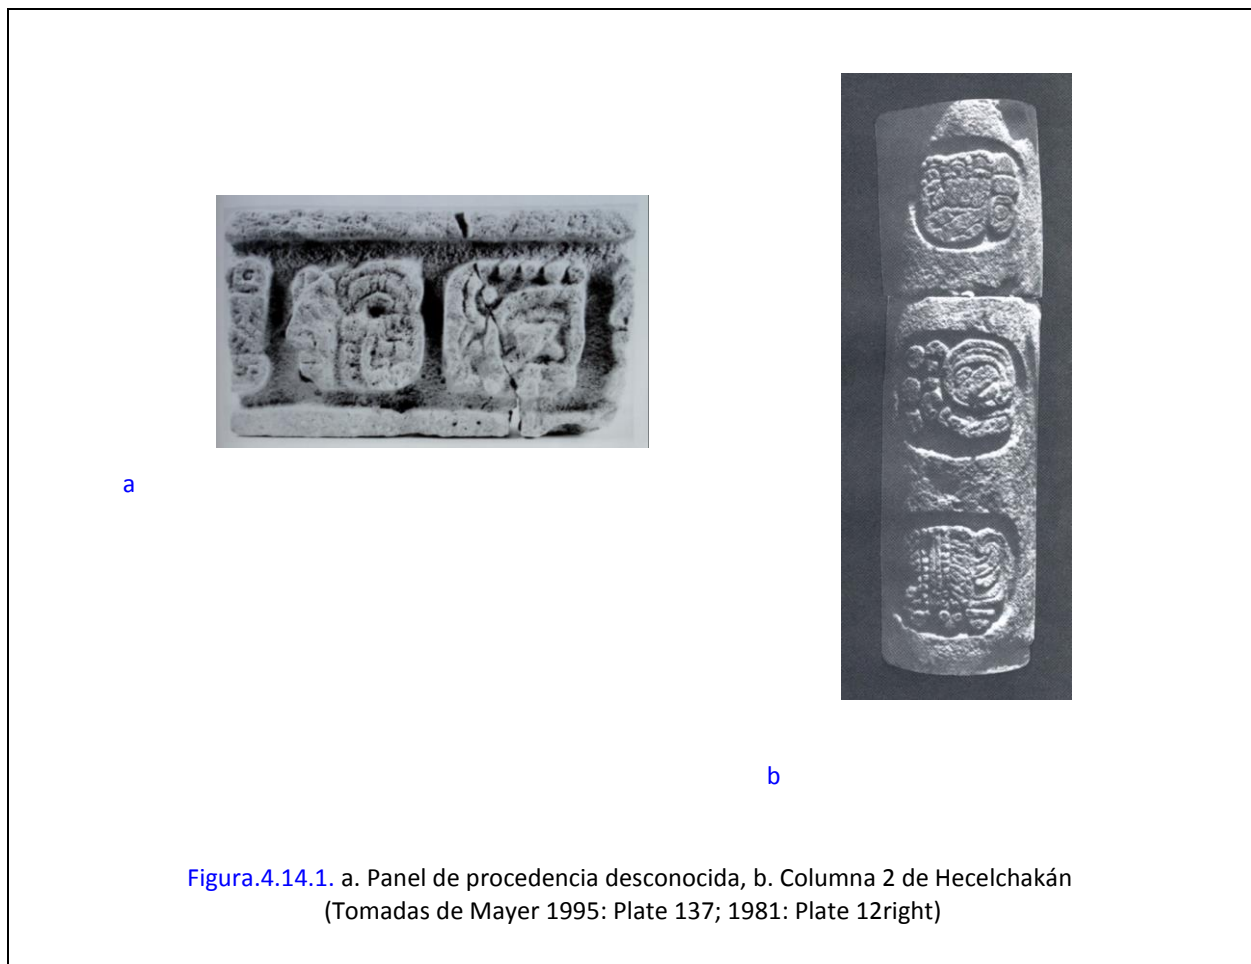 a
b
Figura.4.14.1. a. Panel de procedencia desconocida, b. Columna 2 de Hecelchakán
(Tomadas de Mayer 1995: Plate 137; 1981: Plate 12right)